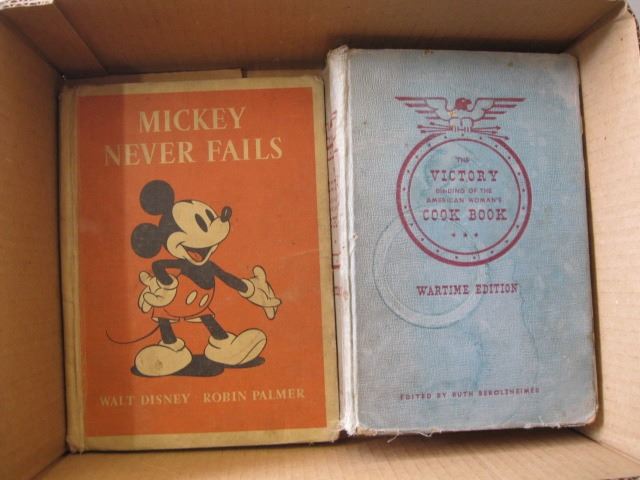 MICKEY
NEVER FAILS
WALT DISNEY ROBIN PALMER
THE
VICTORY
BINDING OF THE
AMERICAN WOMAN'S
COOK BOOK
WARTIME EDITION
EDITED BY RUTH BEROLZHEIMER